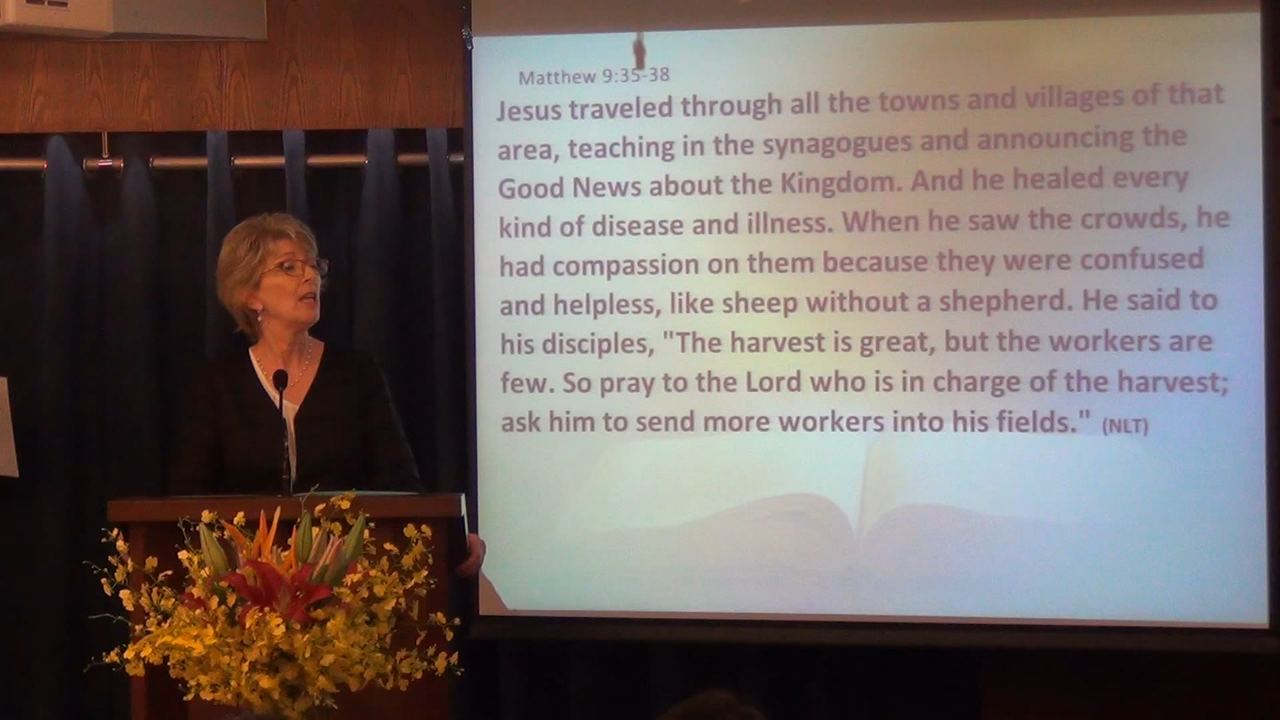 Matthew 9:35-38
Jesus traveled through all the towns and villages of that
area, teaching in the synagogues and announcing the
Good News about the Kingdom. And he healed every
kind of disease and illness. When he saw the crowds, he
had compassion on them because they were confused
and helpless, like sheep without a shepherd. He said to
his disciples, "The harvest is great, but the workers are
few. So pray to the Lord who is in charge of the harvest;
ask him to send more workers into his fields." (NLT)